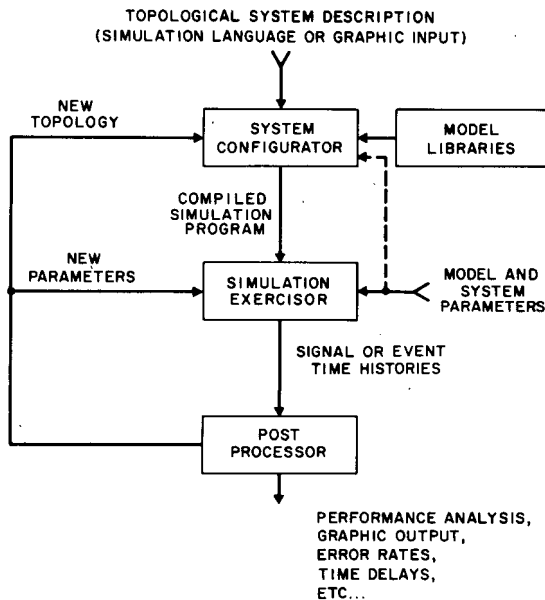 TOPOLOGICAL SYSTEM DESCRIPTION
(SIMULATION LANGUAGE OR GRAPHIC INPUT)
NEW
TOPOLOGY
SYSTEM
CONFIGURATOR
MODEL
LIBRARIES
COMPILED
SIMULATION
PROGRAM
NEW
PARAMETERS
SIMULATION
EXERCISOR
MODEL AND
SYSTEM
PARAMETERS
SIGNAL OR EVENT
TIME HISTORIES
POST
PROCESSOR
PERFORMANCE ANALYSIS,
GRAPHIC OUTPUT,
ERROR RATES,
TIME DELAYS,
ETC...